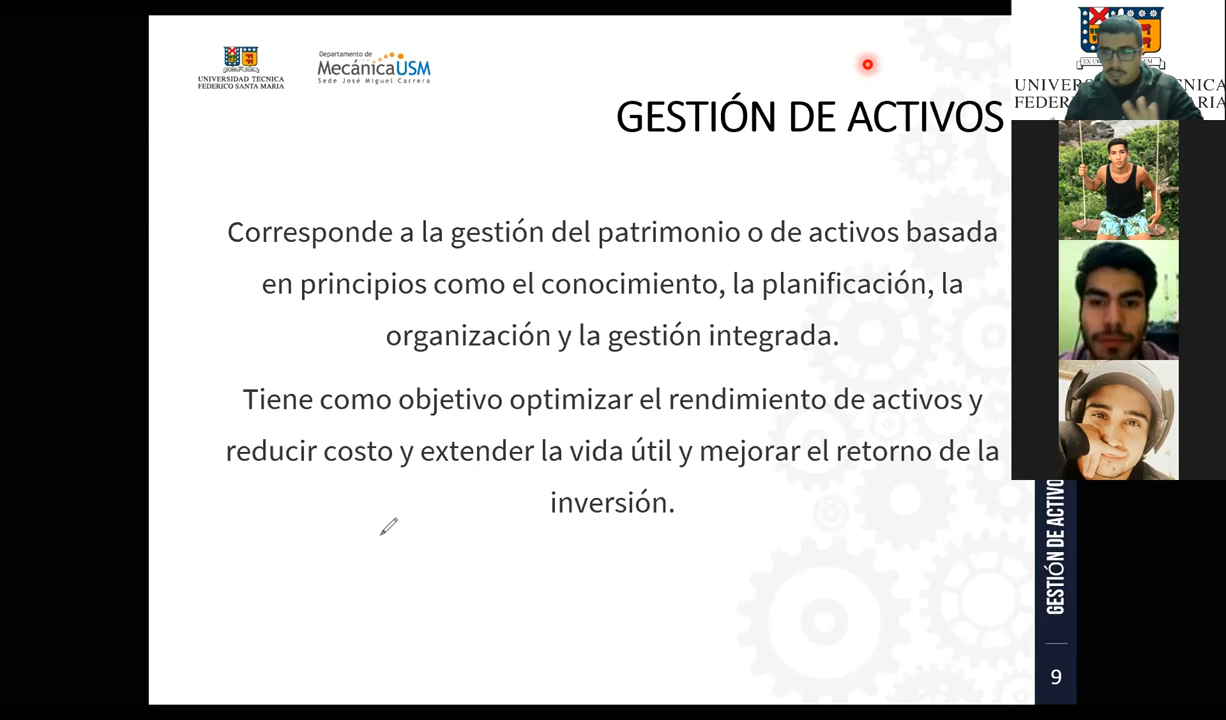 UNIVERSIDAD TECNICA
FEDERICO SANTA MARIA
Departamento de
MecánicaUSM
Sede José Miguel Carrera
GESTIÓN DE ACTIVOS
Corresponde a la gestión del patrimonio o de activos basada
en principios como el conocimiento, la planificación, la
organización y la gestión integrada.
Tiene como objetivo optimizar el rendimiento de activos y
reducir costo y extender la vida útil y mejorar el retorno de la
inversión.
GESTIÓN DE ACTIVO
9